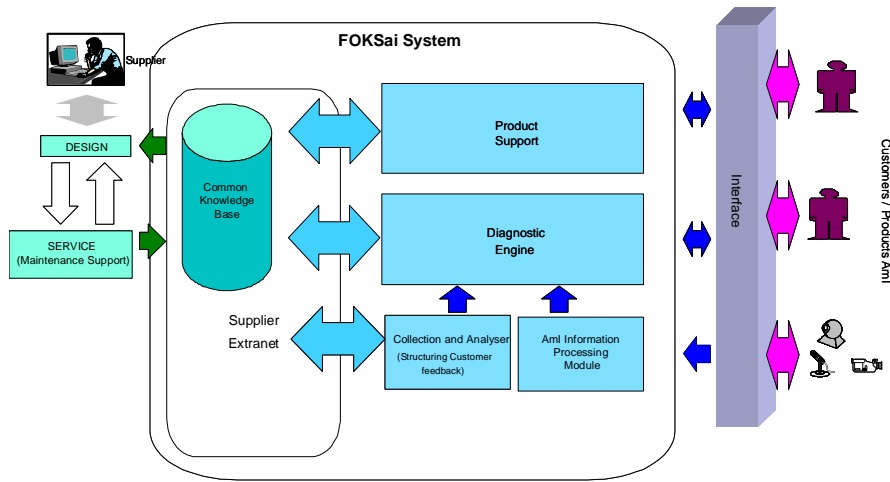 FOKSai System
Supplier
DESIGN
SERVICE
(Maintenance Support)
Common
Knowledge
Base
Supplier
Extranet
Product
Support
Diagnostic
Engine
Collection and Analyser
(Structuring Customer
feedback)
AmI Information
Processing
Module
Interface
Customers / Products AmI